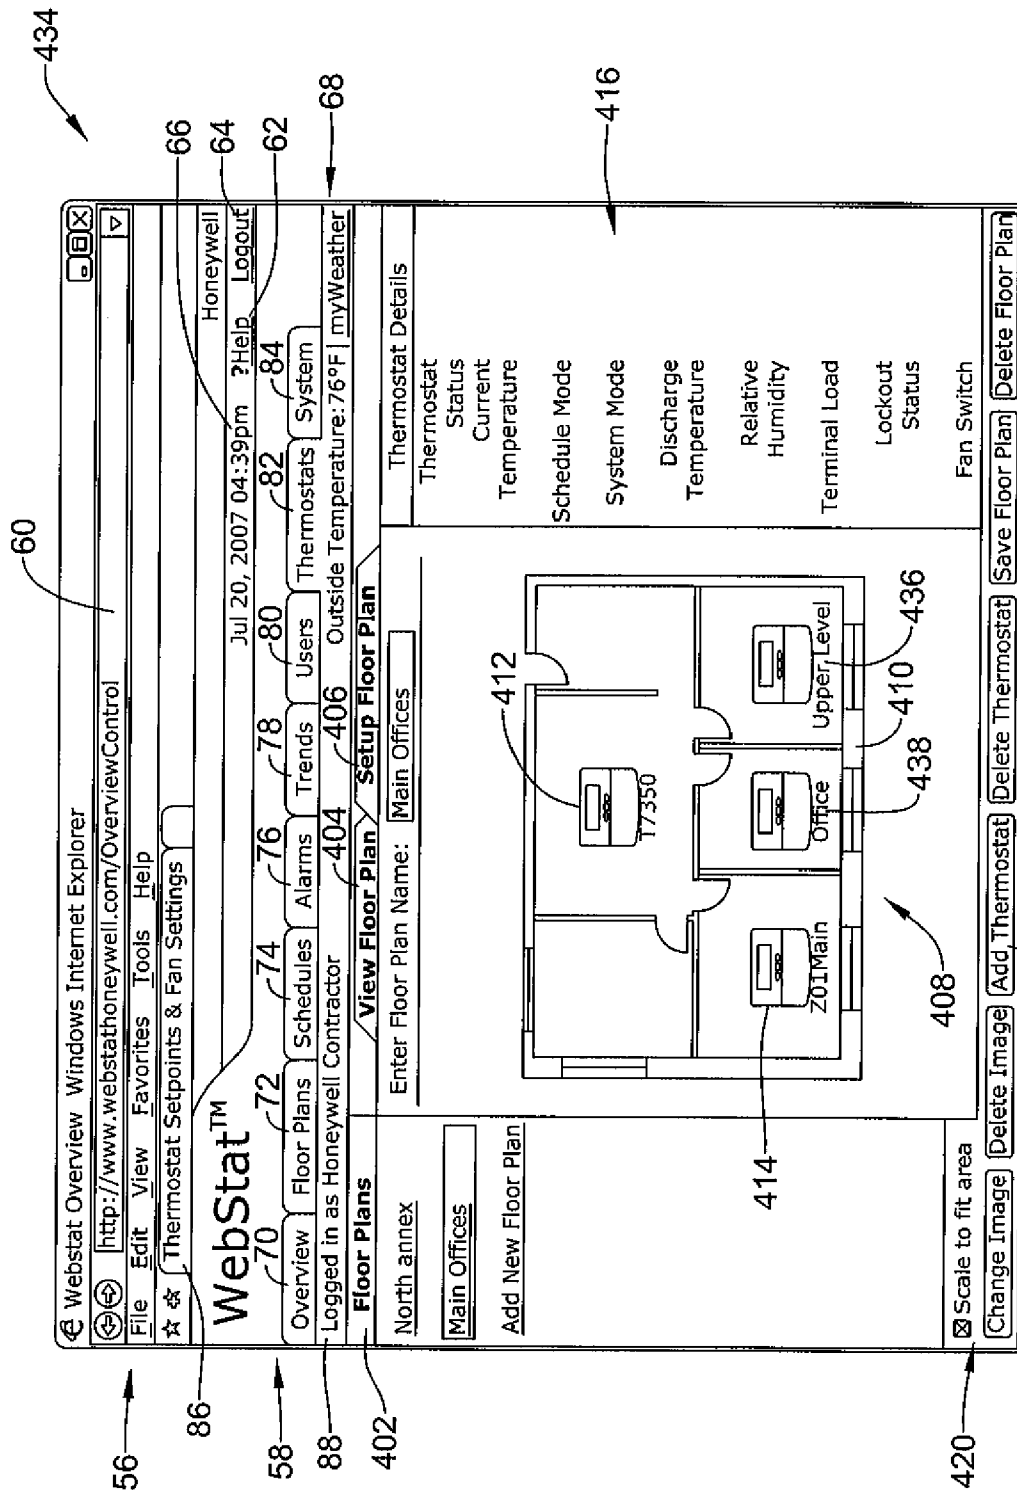 434
60
Webstat Overview Windows Internet Explorer
http://www.webstathoneywell.com/OverviewControl
56
File Edit View Favorites Tools Help
Thermostat Setpoints & Fan Settings
86
66
64
62
Honeywell
WebStat™
Jul 20, 2007 04:39pm ?Help Logout
58
70 72 74 76 78 80 82 84
Overview Floor Plans Schedules Alarms Trends Users Thermostats System
88
Logged in as Honeywell Contractor
Outside Temperature:76°F | myWeather
68
402
404 406
Floor Plans
View Floor Plan Setup Floor Plan
North annex
Main Offices
Add New Floor Plan
Enter Floor Plan Name: Main Offices
412
T7350
414
Z01Main
Office
438
Upper Level
436
410
408
Thermostat Details
Thermostat
Status
Current
Temperature
Schedule Mode
System Mode
Discharge
Temperature
Relative
Humidity
Terminal Load
Lockout
Status
Fan Switch
416
420
Scale to fit area
Change Image Delete Image Add Thermostat Delete Thermostat Save Floor Plan Delete Floor Plan